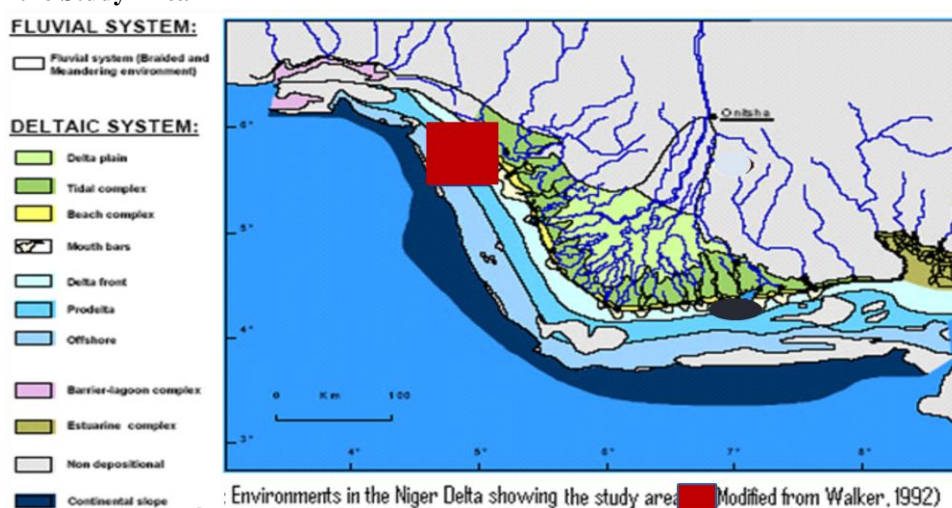 the Study Area
FLUVIAL SYSTEM:
Fluvial system (Braided and
Meandering environment)
DELTAIC SYSTEM:
Delta plain
Tidal complex
Beach complex
Mouth bars
Delta front
Prodelta
Offshore
Barrier-lagoon complex
Estuarine complex
Non depositional
Continental slope
Onitsha
6°
5°
4°
3°
0 Km 100
4° 5° 6° 7° 8°
: Environments in the Niger Delta showing the study area Modified from Walker, 1992)